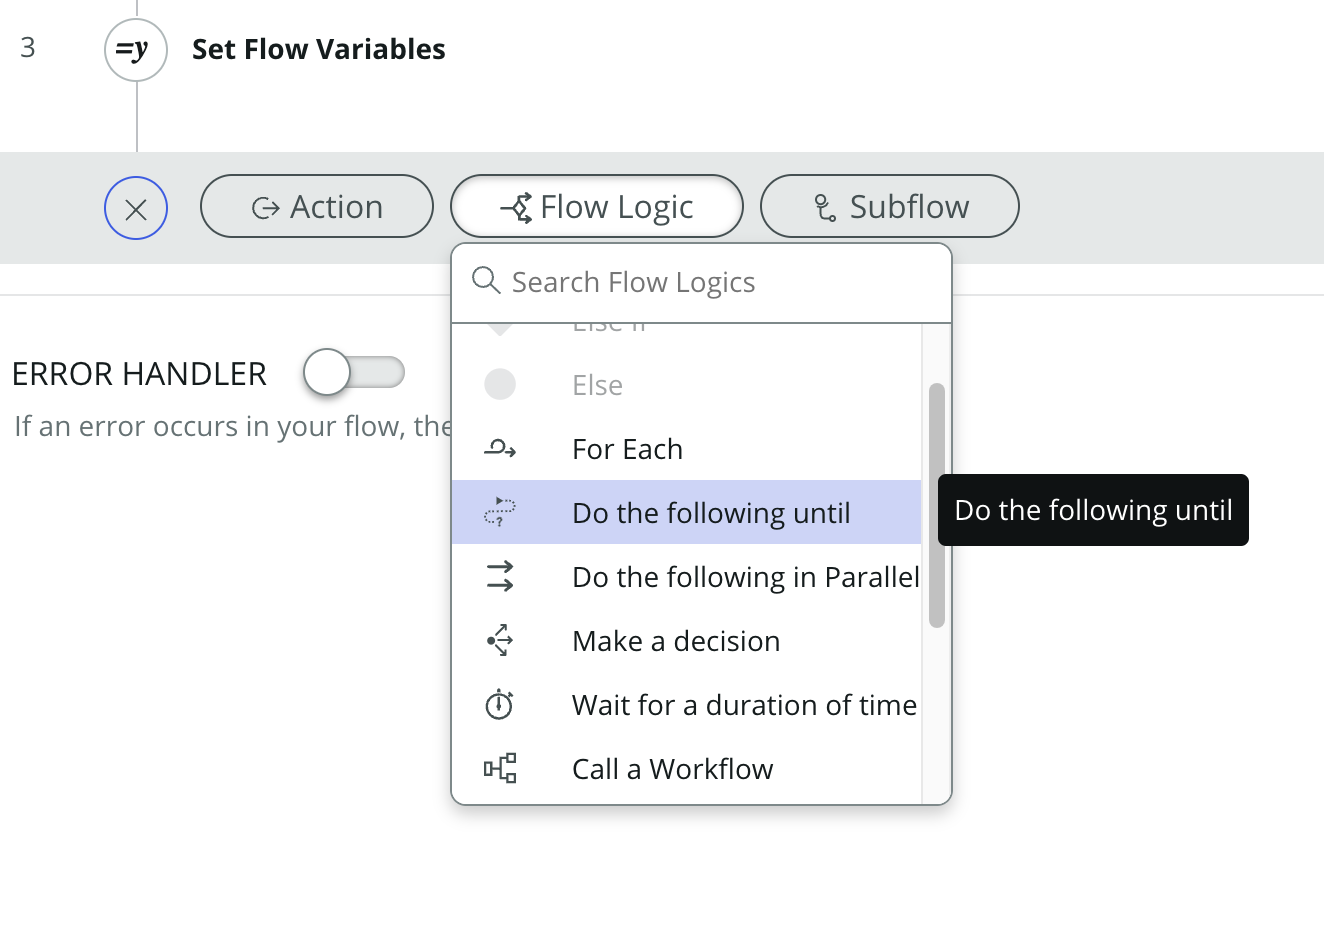 3
=y
Set Flow Variables
Action
Flow Logic
Subflow
Search Flow Logics
Else If
Else
For Each
Do the following until
Do the following until
Do the following in Parallel
Make a decision
Wait for a duration of time
Call a Workflow
ERROR HANDLER
If an error occurs in your flow, the